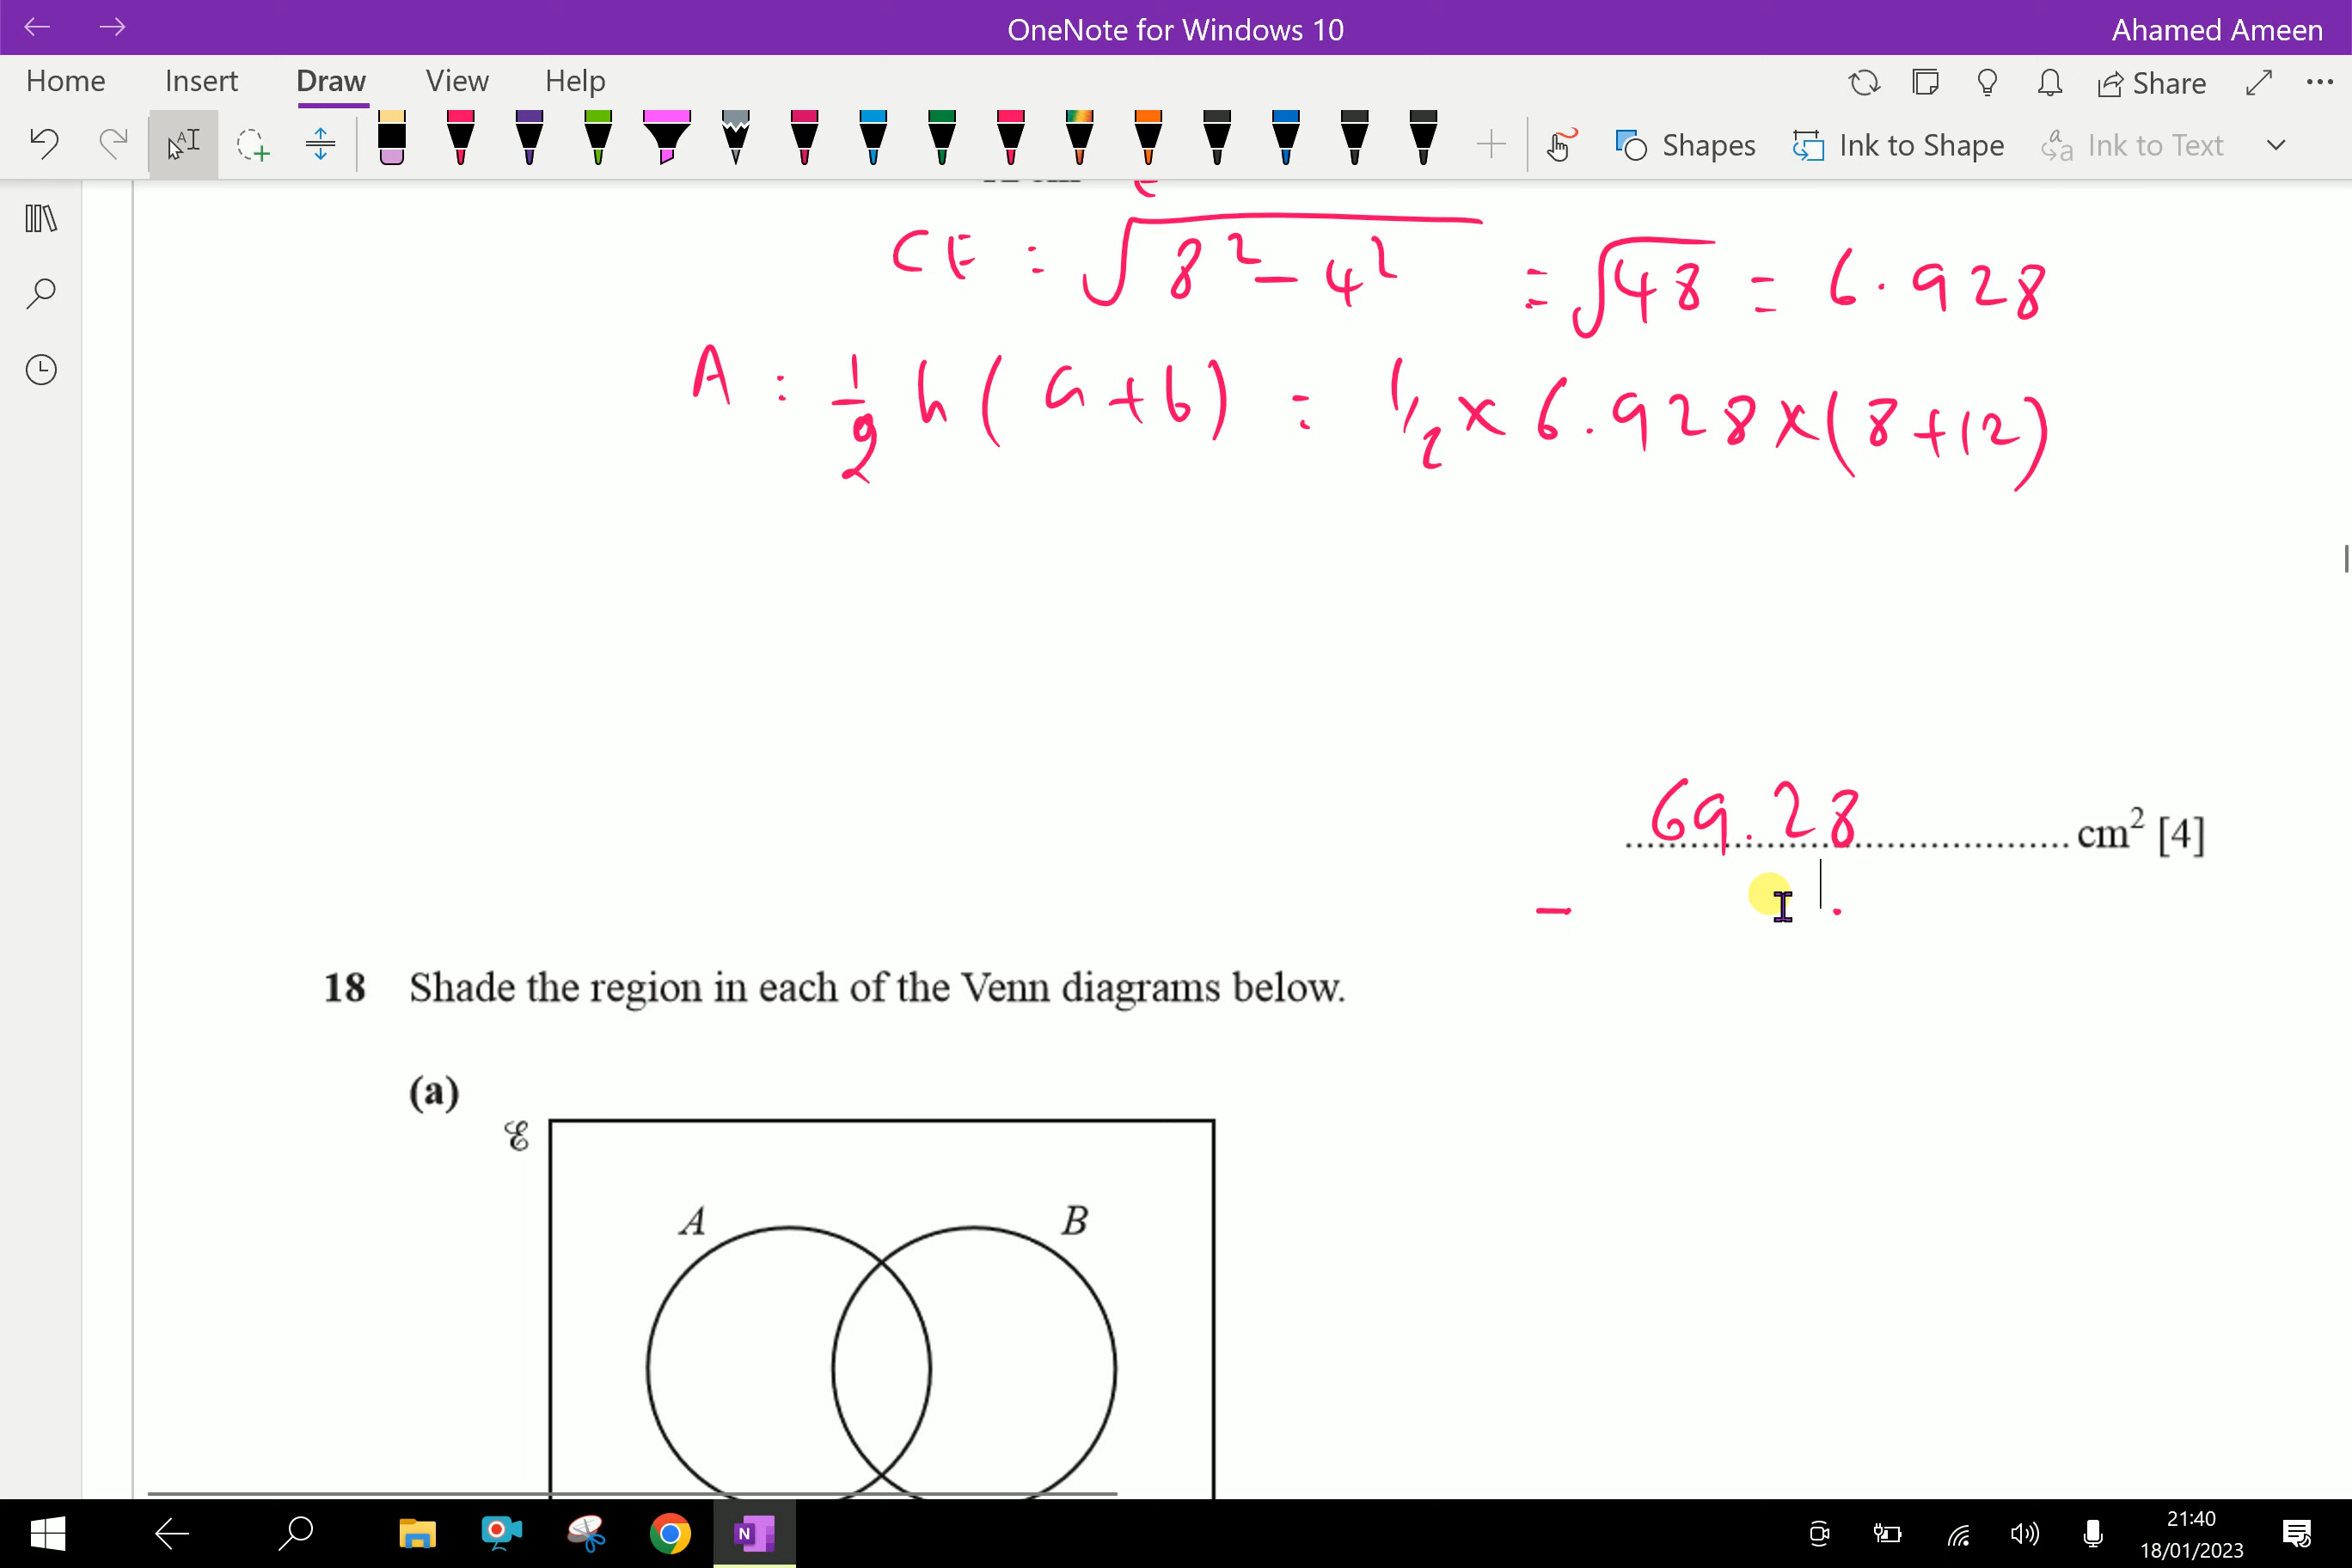 OneNote for Windows 10
Ahamed Ameen
Home Insert Draw View Help
Share
Shapes Ink to Shape Ink to Text
CE : √8² – 4² = √48 = 6.928
A : 1/2 h ( a + b ) = 1/2 × 6.928 × ( 8 + 12 )
69.28 cm² [4]
18 Shade the region in each of the Venn diagrams below.
(a)
ℰ
A B
21:40
18/01/2023